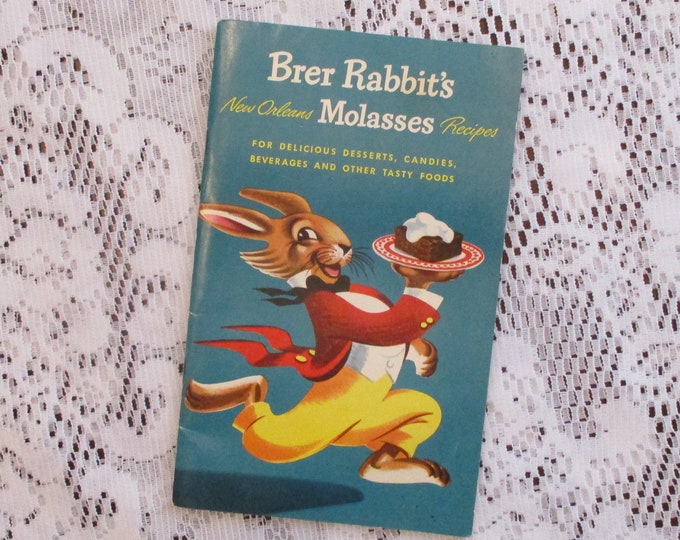 Brer Rabbit's
New Orleans Molasses Recipes
FOR DELICIOUS DESSERTS, CANDIES,
BEVERAGES AND OTHER TASTY FOODS